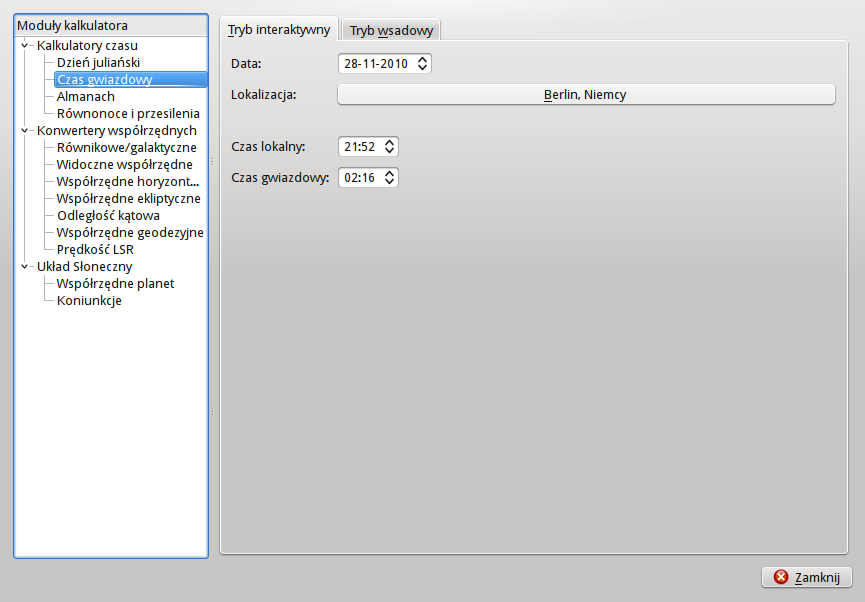 Moduły kalkulatora
Kalkulatory czasu
Dzień juliański
Czas gwiazdowy
Almanach
Równonoce i przesilenia
Konwertery współrzędnych
Równikowe/galaktyczne
Widoczne współrzędne
Współrzędne horyzont...
Współrzędne ekliptyczne
Odległość kątowa
Współrzędne geodezyjne
Prędkość LSR
Układ Słoneczny
Współrzędne planet
Koniunkcje
Tryb interaktywny
Tryb wsadowy
Data: 28-11-2010
Lokalizacja: Berlin, Niemcy
Czas lokalny: 21:52
Czas gwiazdowy: 02:16
Zamknij